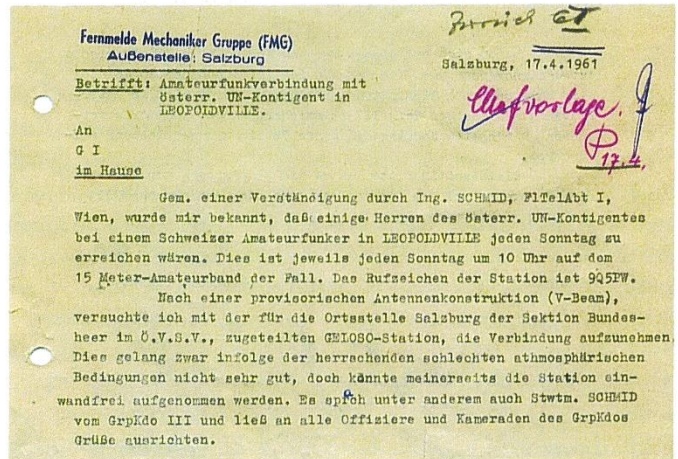 Zurück GI
Fernmelde Mechaniker Gruppe (FMG)
Außenstelle: Salzburg
Salzburg, 17.4.1961
Betrifft: Amateurfunkverbindung mit
österr. UN-Kontigent in
LEOPOLDVILLE.
Chefvorlage.
17.4.
An
G I
im Hause
Gem. einer Verständigung durch Ing. SCHMID, FlTelAbt I,
Wien, wurde mir bekannt, daß einige Herren des österr. UN-Kontigentes
bei einem Schweizer Amateurfunker in LEOPOLDVILLE jeden Sonntag zu
erreichen wären. Dies ist jeweils jeden Sonntag um 10 Uhr auf dem
15 Meter-Amateurband der Fall. Das Rufzeichen der Station ist 9Q5PW.
Nach einer provisorischen Antennenkonstruktion (V-Beam),
versuchte ich mit der für die Ortsstelle Salzburg der Sektion Bundes-
heer im Ö.V.S.V., zugeteilten GELOSO-Station, die Verbindung aufzunehmen.
Dies gelang zwar infolge der herrschenden schlechten athmosphärischen
Bedingungen nicht sehr gut, doch konnte meinerseits die Station ein-
wandfrei aufgenommen werden. Es sprach unter anderem auch Stwtm. SCHMID
vom GrpKdo III und ließ an alle Offiziere und Kameraden des GrpKdos
Grüße ausrichten.